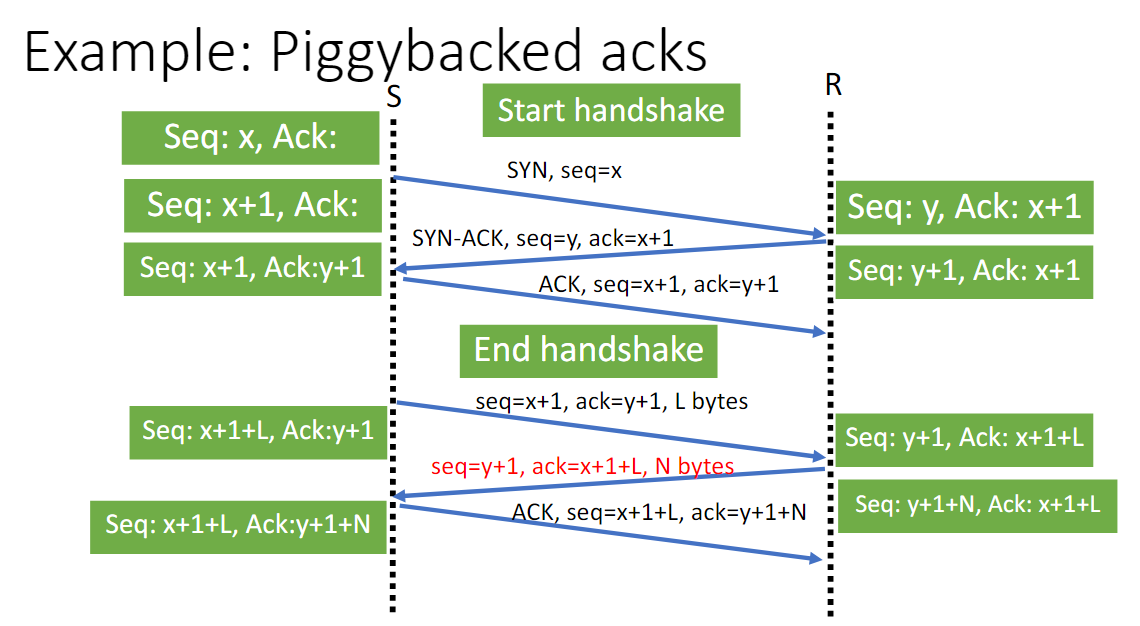 Example: Piggybacked acks
S
R
Start handshake
Seq: x, Ack:
SYN, seq=x
Seq: x+1, Ack:
Seq: y, Ack: x+1
SYN-ACK, seq=y, ack=x+1
Seq: x+1, Ack:y+1
Seq: y+1, Ack: x+1
ACK, seq=x+1, ack=y+1
End handshake
seq=x+1, ack=y+1, L bytes
Seq: x+1+L, Ack:y+1
Seq: y+1, Ack: x+1+L
seq=y+1, ack=x+1+L, N bytes
Seq: y+1+N, Ack: x+1+L
ACK, seq=x+1+L, ack=y+1+N
Seq: x+1+L, Ack:y+1+N